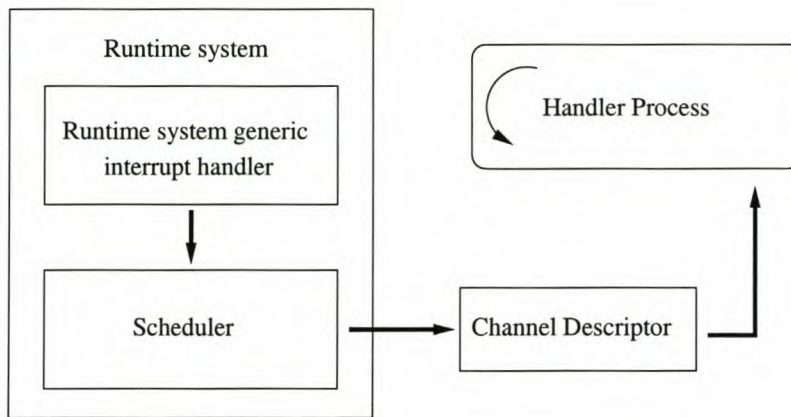 Runtime system
Runtime system generic
interrupt handler
Handler Process
Scheduler
Channel Descriptor